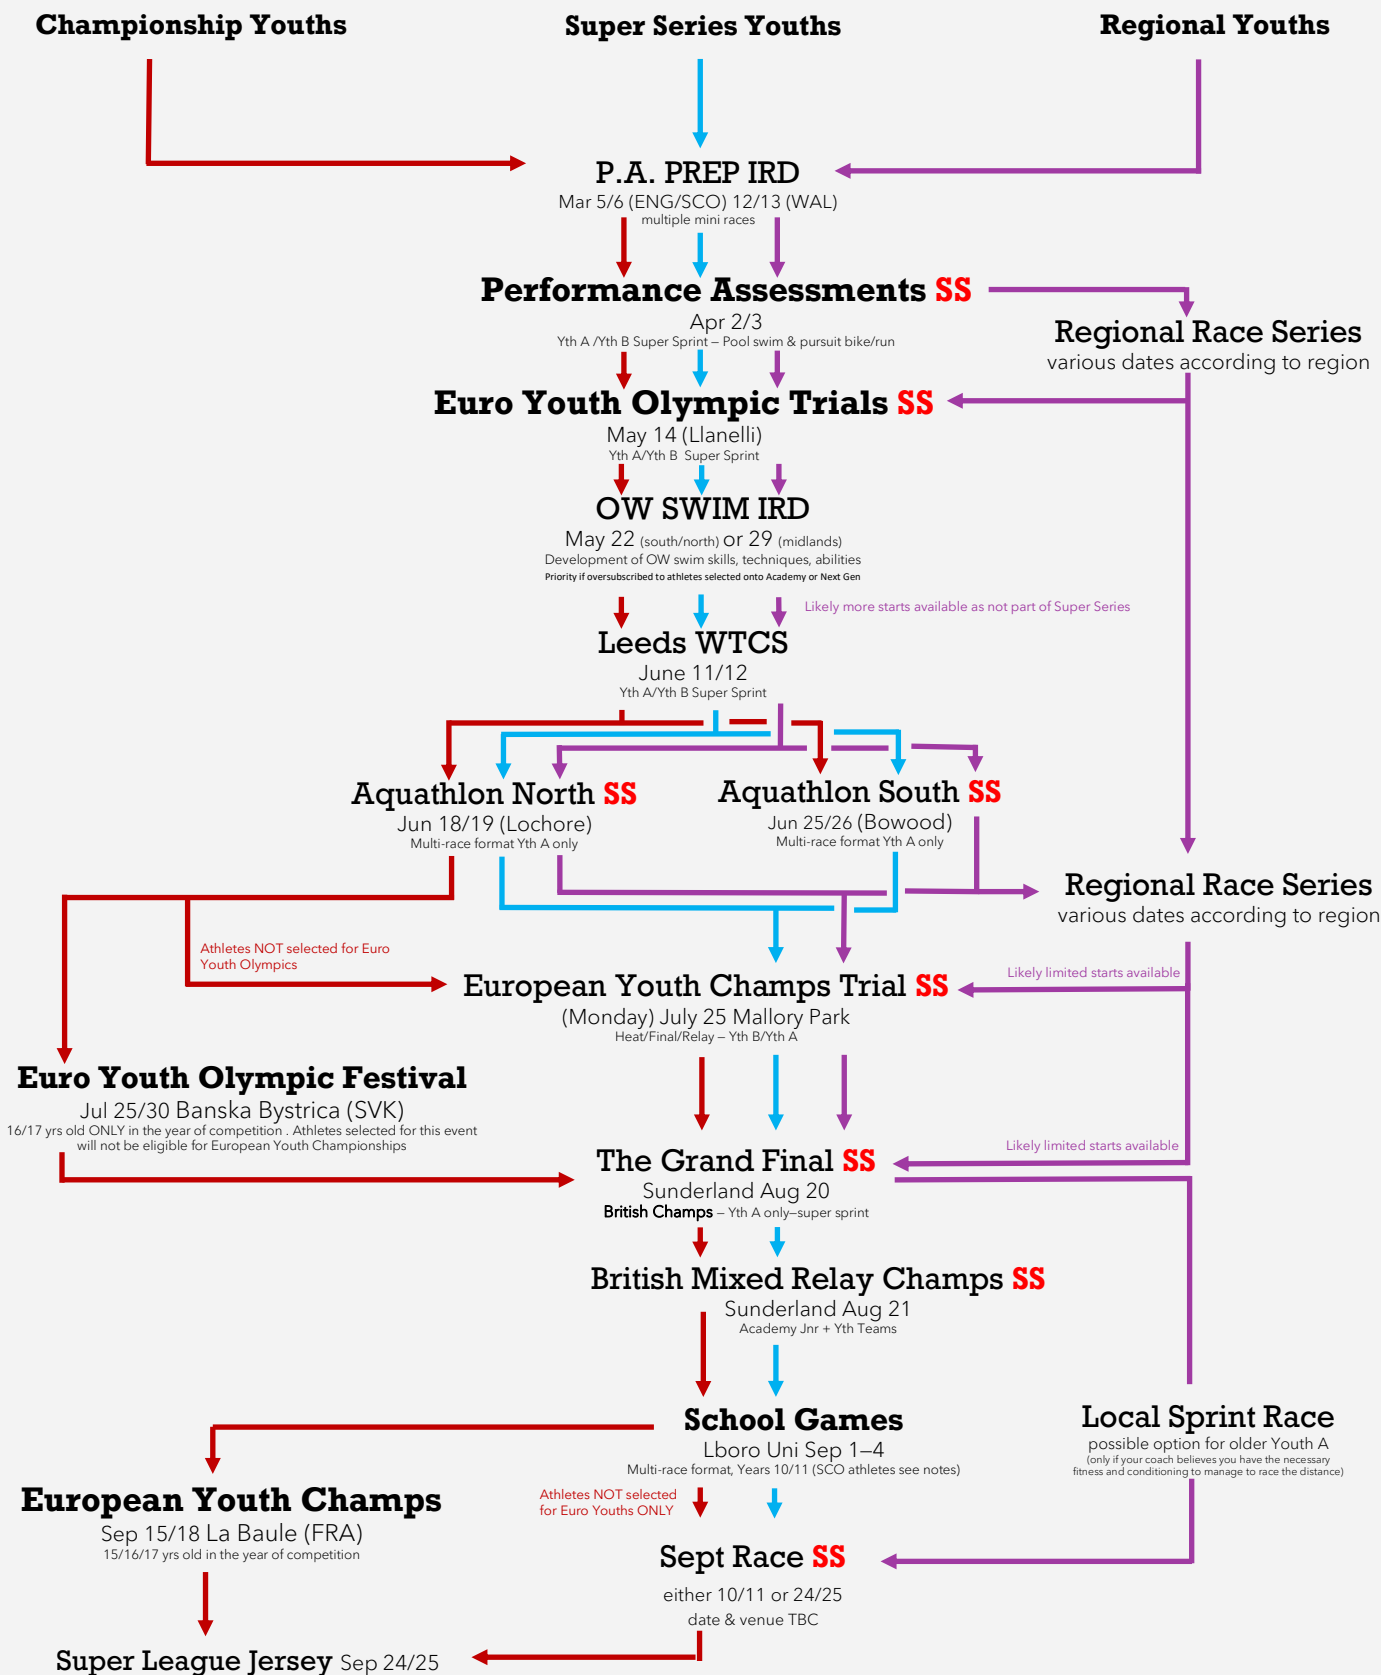 Championship Youths
Super Series Youths
Regional Youths
P.A. PREP IRD
Mar 5/6 (ENG/SCO) 12/13 (WAL)
multiple mini races
Performance Assessments SS
Apr 2/3
Yth A /Yth B Super Sprint – Pool swim & pursuit bike/run
Regional Race Series
various dates according to region
Euro Youth Olympic Trials SS
May 14 (Llanelli)
Yth A/Yth B  Super Sprint
OW SWIM IRD
May 22 (south/north) or 29 (midlands)
Development of OW swim skills, techniques, abilities
Priority if oversubscribed to athletes selected onto Academy or Next Gen
Likely more starts available as not part of Super Series
Leeds WTCS
June 11/12
Yth A/Yth B Super Sprint
Aquathlon North SS
Jun 18/19 (Lochore)
Multi-race format Yth A only
Aquathlon South SS
Jun 25/26 (Bowood)
Multi-race format Yth A only
Regional Race Series
various dates according to region
Athletes NOT selected for Euro
Youth Olympics
European Youth Champs Trial SS
(Monday) July 25 Mallory Park
Heat/Final/Relay – Yth B/Yth A
Likely limited starts available
Euro Youth Olympic Festival
Jul 25/30 Banska Bystrica (SVK)
16/17 yrs old ONLY in the year of competition . Athletes selected for this event
will not be eligible for European Youth Championships
Likely limited starts available
The Grand Final SS
Sunderland Aug 20
British Champs – Yth A only–super sprint
British Mixed Relay Champs SS
Sunderland Aug 21
Academy Jnr + Yth Teams
School Games
Lboro Uni Sep 1–4
Multi-race format, Years 10/11 (SCO athletes see notes)
Local Sprint Race
possible option for older Youth A
(only if your coach believes you have the necessary
fitness and conditioning to manage to race the distance)
Athletes NOT selected
for Euro Youths ONLY
European Youth Champs
Sep 15/18 La Baule (FRA)
15/16/17 yrs old in the year of competition
Sept Race SS
either 10/11 or 24/25
date & venue TBC
Super League Jersey Sep 24/25